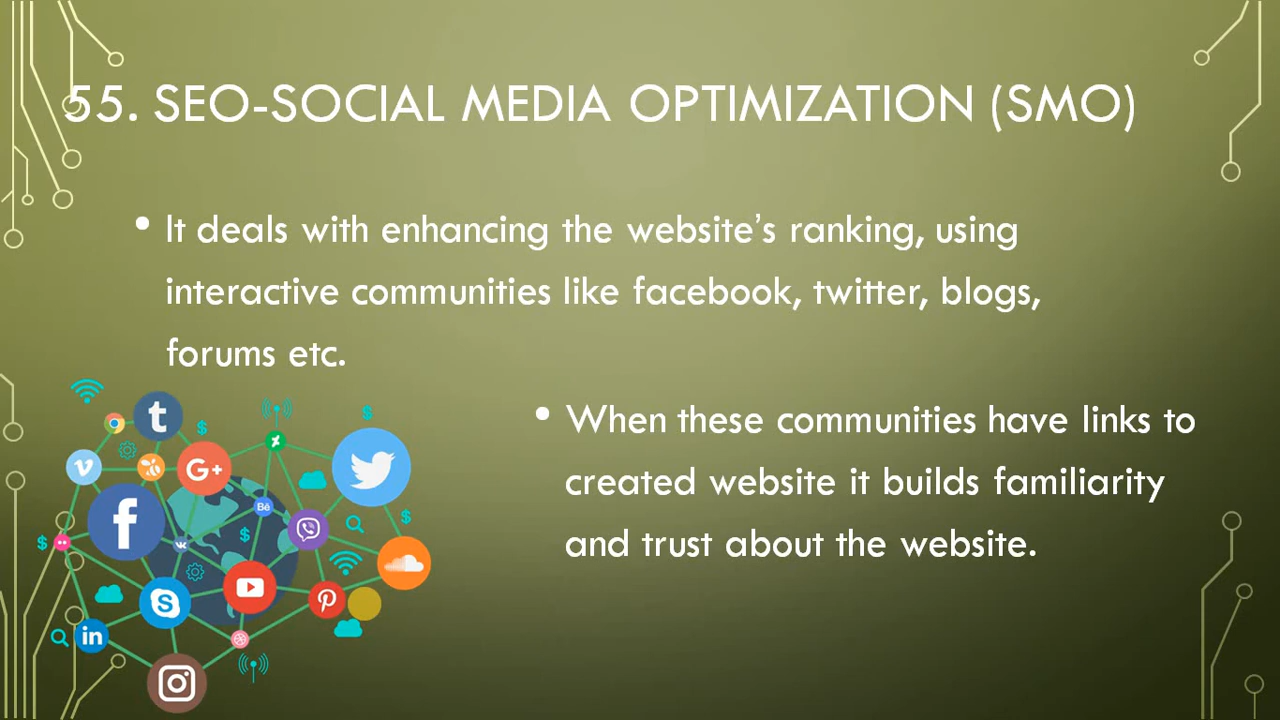 55. SEO-SOCIAL MEDIA OPTIMIZATION (SMO)
• It deals with enhancing the website’s ranking, using
interactive communities like facebook, twitter, blogs,
forums etc.
• When these communities have links to
created website it builds familiarity
and trust about the website.